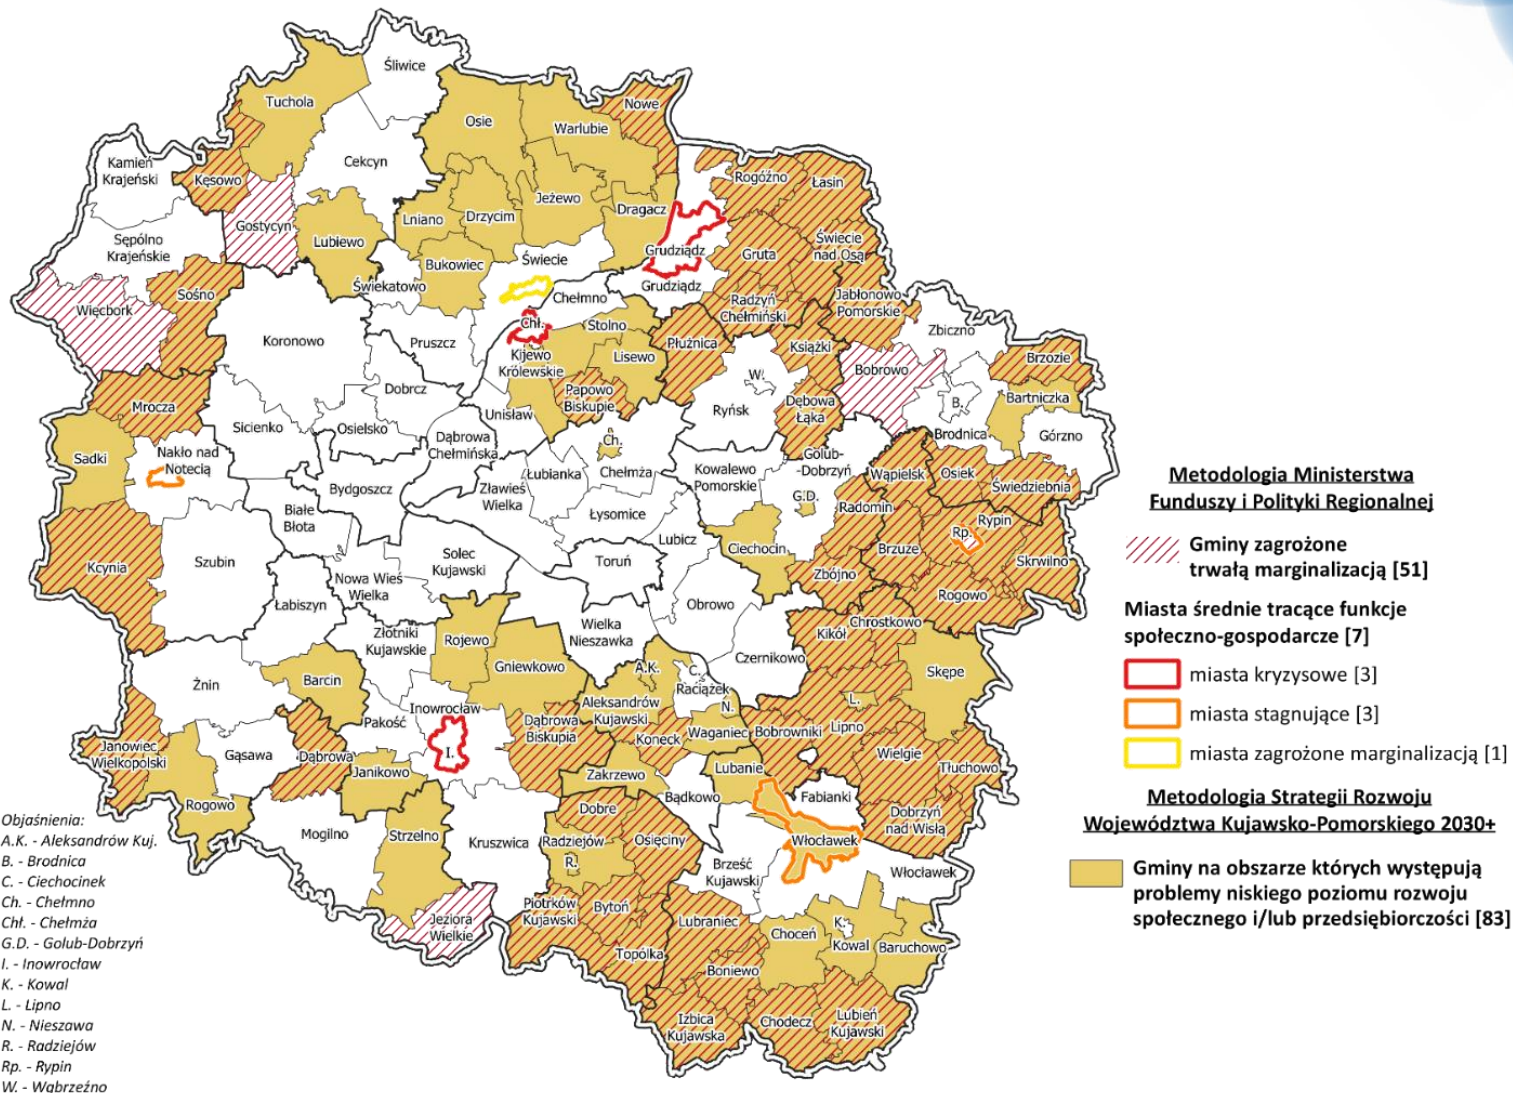 Śliwice
Tuchola
Nowe
Osie
Warlubie
Kamień
Krajeński
Cekcyn
Kęsowo
Rogóźno
Łasin
Jeżewo
Gostycyn
Lniano
Drzycim
Dragacz
Sępólno
Krajeńskie
Lubiewo
Świecie
nad Osą
Grudziądz
Gruta
Bukowiec
Świecie
Świekatowo
Grudziądz
Sośno
Chełmno
Radzyń
Chełmiński
Jabłonowo
Pomorskie
Więcbork
Chł.
Stolno
Zbiczno
Koronowo
Pruszcz
Płużnica
Książki
Kijewo
Królewskie
Lisewo
Brzozie
Bobrowo
W.
Dobrcz
Papowo
Biskupie
Bartniczka
Mrocza
Ryńsk
Dębowa
Łąka
B.
Unisław
Sicienko
Osielsko
Brodnica
Górzno
Dąbrowa
Chełmińska
Ch.
Sadki
Nakło nad
Notecią
Golub-
-Dobrzyń
Łubianka
Chełmża
Kowalewo
Pomorskie
Wąpielsk
Osiek
Świedziebnia
Bydgoszcz
Zławieś
Wielka
G.D.
Radomin
Białe
Błota
Łysomice
Rypin
Rp.
Lubicz
Ciechocin
Brzuze
Kcynia
Szubin
Solec
Kujawski
Toruń
Skrwilno
Nowa Wieś
Wielka
Zbójno
Rogowo
Łabiszyn
Obrowo
Chrostkowo
Złotniki
Kujawskie
Rojewo
Wielka
Nieszawka
Kikół
Gniewkowo
Czernikowo
Żnin
Barcin
A.K.
C.
Raciążek
Skępe
Aleksandrów
Kujawski
N.
L.
Inowrocław
Pakość
Dąbrowa
Biskupia
Koneck
Waganiec
Bobrowniki
Lipno
Janowiec
Wielkopolski
Gąsawa
Dąbrowa
I.
Wielgie
Janikowo
Zakrzewo
Lubanie
Tłuchowo
Rogowo
Bądkowo
Fabianki
Dobre
Dobrzyń
nad Wisłą
Mogilno
Strzelno
Kruszwica
Radziejów
R.
Osięciny
Włocławek
Brześć
Kujawski
Włocławek
Jeziora
Wielkie
Piotrków
Kujawski
Bytoń
Lubraniec
Choceń
K.
Kowal
Baruchowo
Topólka
Boniewo
Izbica
Kujawska
Chodecz
Lubień
Kujawski
Objaśnienia:
A.K. - Aleksandrów Kuj.
B. - Brodnica
C. - Ciechocinek
Ch. - Chełmno
Chł. - Chełmża
G.D. - Golub-Dobrzyń
I. - Inowrocław
K. - Kowal
L. - Lipno
N. - Nieszawa
R. - Radziejów
Rp. - Rypin
W. - Wąbrzeźno
Metodologia Ministerstwa
Funduszy i Polityki Regionalnej
Gminy zagrożone
trwałą marginalizacją [51]
Miasta średnie tracące funkcje
społeczno-gospodarcze [7]
miasta kryzysowe [3]
miasta stagnujące [3]
miasta zagrożone marginalizacją [1]
Metodologia Strategii Rozwoju
Województwa Kujawsko-Pomorskiego 2030+
Gminy na obszarze których występują
problemy niskiego poziomu rozwoju
społecznego i/lub przedsiębiorczości [83]